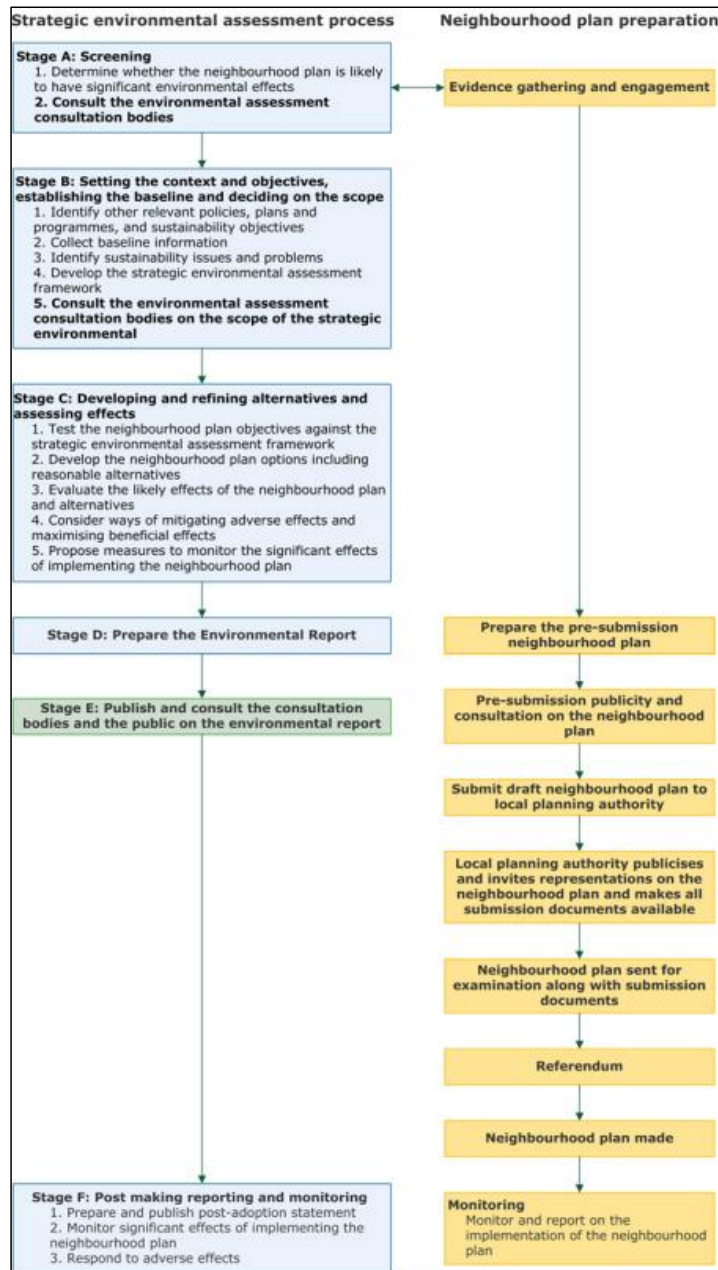 Strategic environmental assessment process
Stage A: Screening
1. Determine whether the neighbourhood plan is likely
to have significant environmental effects
2. Consult the environmental assessment
consultation bodies
Stage B: Setting the context and objectives,
establishing the baseline and deciding on the scope
1. Identify other relevant policies, plans and
programmes, and sustainability objectives
2. Collect baseline information
3. Identify sustainability issues and problems
4. Develop the strategic environmental assessment
framework
5. Consult the environmental assessment
consultation bodies on the scope of the strategic
environmental
Stage C: Developing and refining alternatives and
assessing effects
1. Test the neighbourhood plan objectives against the
strategic environmental assessment framework
2. Develop the neighbourhood plan options including
reasonable alternatives
3. Evaluate the likely effects of the neighbourhood plan
and alternatives
4. Consider ways of mitigating adverse effects and
maximising beneficial effects
5. Propose measures to monitor the significant effects
of implementing the neighbourhood plan
Stage D: Prepare the Environmental Report
Stage E: Publish and consult the consultation
bodies and the public on the environmental report
Stage F: Post making reporting and monitoring
1. Prepare and publish post-adoption statement
2. Monitor significant effects of implementing the
neighbourhood plan
3. Respond to adverse effects
Neighbourhood plan preparation
Evidence gathering and engagement
Prepare the pre-submission
neighbourhood plan
Pre-submission publicity and
consultation on the neighbourhood
plan
Submit draft neighbourhood plan to
local planning authority
Local planning authority publicises
and invites representations on the
neighbourhood plan and makes all
submission documents available
Neighbourhood plan sent for
examination along with submission
documents
Referendum
Neighbourhood plan made
Monitoring
Monitor and report on the
implementation of the neighbourhood
plan